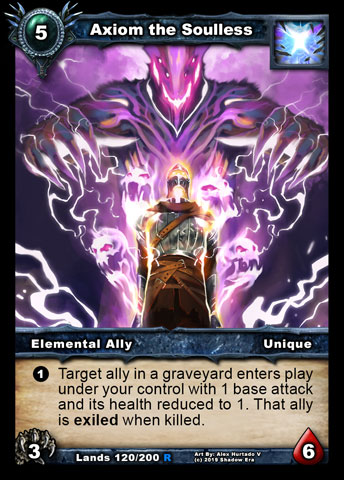 5 Axiom the Soulless
Elemental Ally Unique
1 Target ally in a graveyard enters play
under your control with 1 base attack
and its health reduced to 1. That ally
is exiled when killed.
3 Lands 120/200 R Art By: Alex Hurtado V 6
(c) 2019 Shadow Era